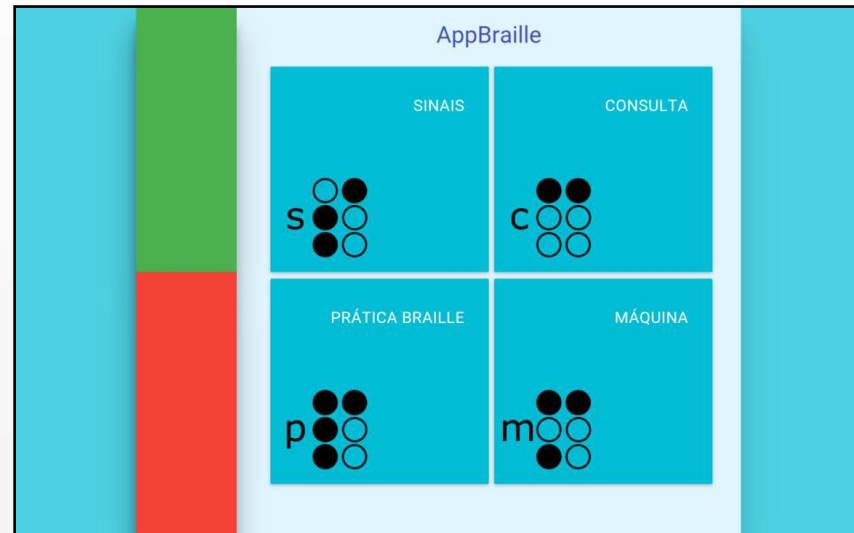 AppBraille
SINAIS
CONSULTA
s
c
PRÁTICA BRAILLE
MÁQUINA
p
m